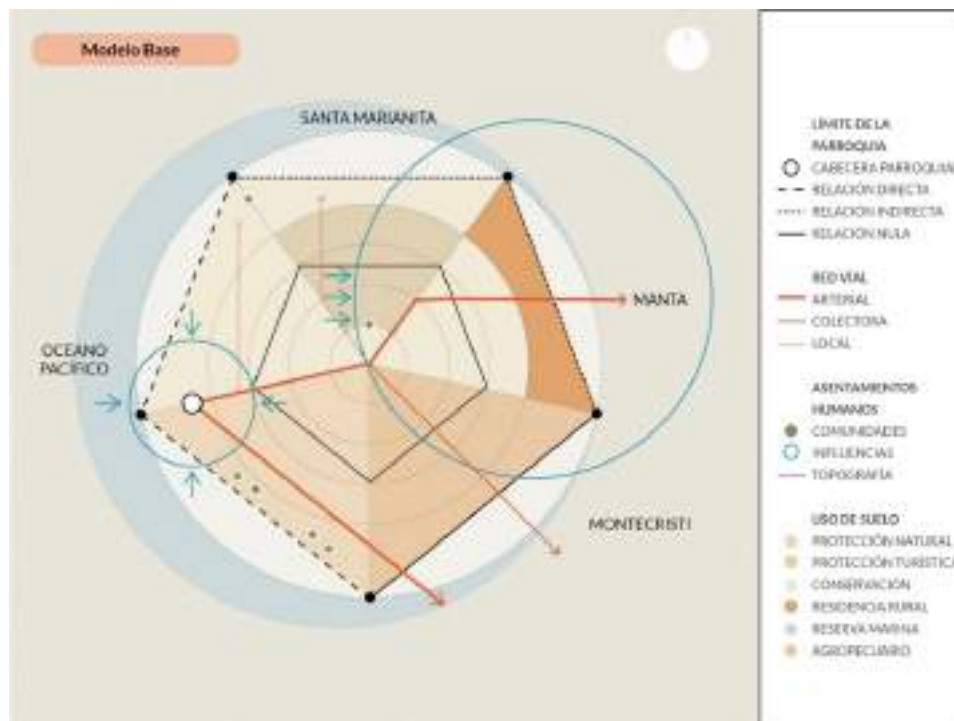 Modelo Base
SANTA MARIANITA
MANTA
OCEANO
PACÍFICO
MONTECRISTI
LÍMITE DE LA
PARROQUIA
CABECERA PARROQUIAL
RELACIÓN DIRECTA
RELACIÓN INDIRECTA
RELACIÓN NULA
RED VIAL
ARTERIAL
COLECTORA
LOCAL
ASENTAMIENTOS
HUMANOS
COMUNIDADES
INFLUENCIAS
TOPOGRAFÍA
USO DE SUELO
PROTECCIÓN NATURAL
PROTECCIÓN TURÍSTICA
CONSERVACIÓN
RESIDENCIA RURAL
RESERVA MARINA
AGROPECUARIO